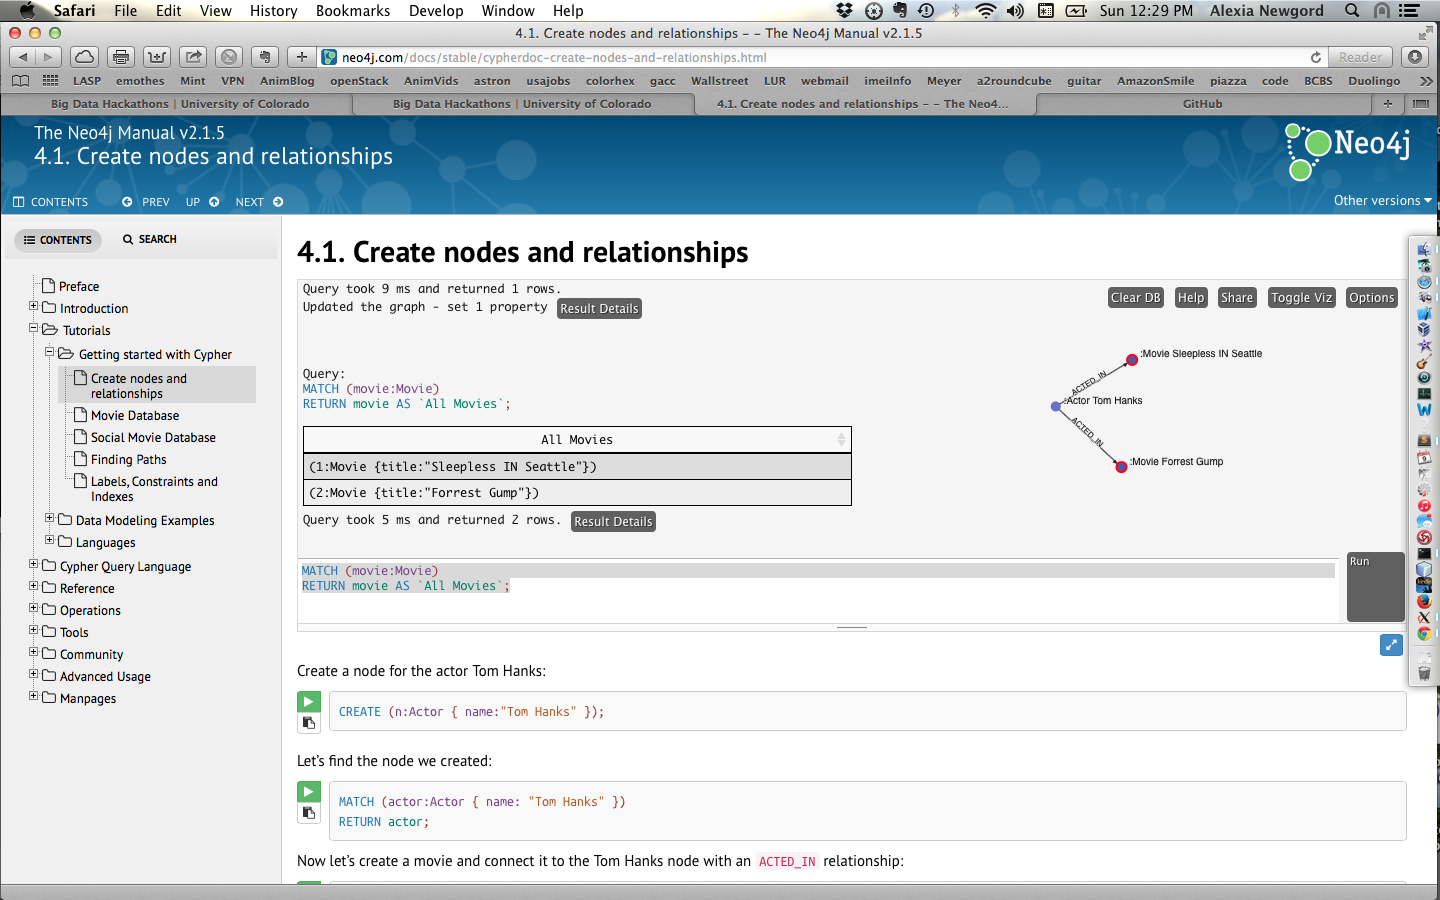 Safari File Edit View History Bookmarks Develop Window Help Sun 12:29 PM Alexia Newgord
4.1. Create nodes and relationships – – The Neo4j Manual v2.1.5
neo4j.com/docs/stable/cypherdoc-create-nodes-and-relationships.html Reader
LASP emothes Mint VPN AnimBlog openStack AnimVids astron usajobs colorhex gacc Wallstreet LUR webmail imeilnfo Meyer a2roundcube guitar AmazonSmile piazza code BCBS Duolingo
Big Data Hackathons | University of Colorado Big Data Hackathons | University of Colorado 4.1. Create nodes and relationships – – The Neo4... GitHub
The Neo4j Manual v2.1.5
4.1. Create nodes and relationships
Neo4j
CONTENTS PREV UP NEXT Other versions
CONTENTS SEARCH
Preface
Introduction
Tutorials
Getting started with Cypher
Create nodes and
relationships
Movie Database
Social Movie Database
Finding Paths
Labels, Constraints and
Indexes
Data Modeling Examples
Languages
Cypher Query Language
Reference
Operations
Tools
Community
Advanced Usage
Manpages
4.1. Create nodes and relationships
Query took 9 ms and returned 1 rows.
Updated the graph - set 1 property Result Details
Clear DB Help Share Toggle Viz Options
Query:
MATCH (movie:Movie)
RETURN movie AS `All Movies`;
All Movies
(1:Movie {title:"Sleepless IN Seattle"})
(2:Movie {title:"Forrest Gump"})
Query took 5 ms and returned 2 rows. Result Details
:Movie Sleepless IN Seattle
ACTED_IN
:Actor Tom Hanks
ACTED_IN
:Movie Forrest Gump
MATCH (movie:Movie)
RETURN movie AS `All Movies`;
Run
Create a node for the actor Tom Hanks:
CREATE (n:Actor { name:"Tom Hanks" });
Let's find the node we created:
MATCH (actor:Actor { name: "Tom Hanks" })
RETURN actor;
Now let's create a movie and connect it to the Tom Hanks node with an ACTED_IN relationship: